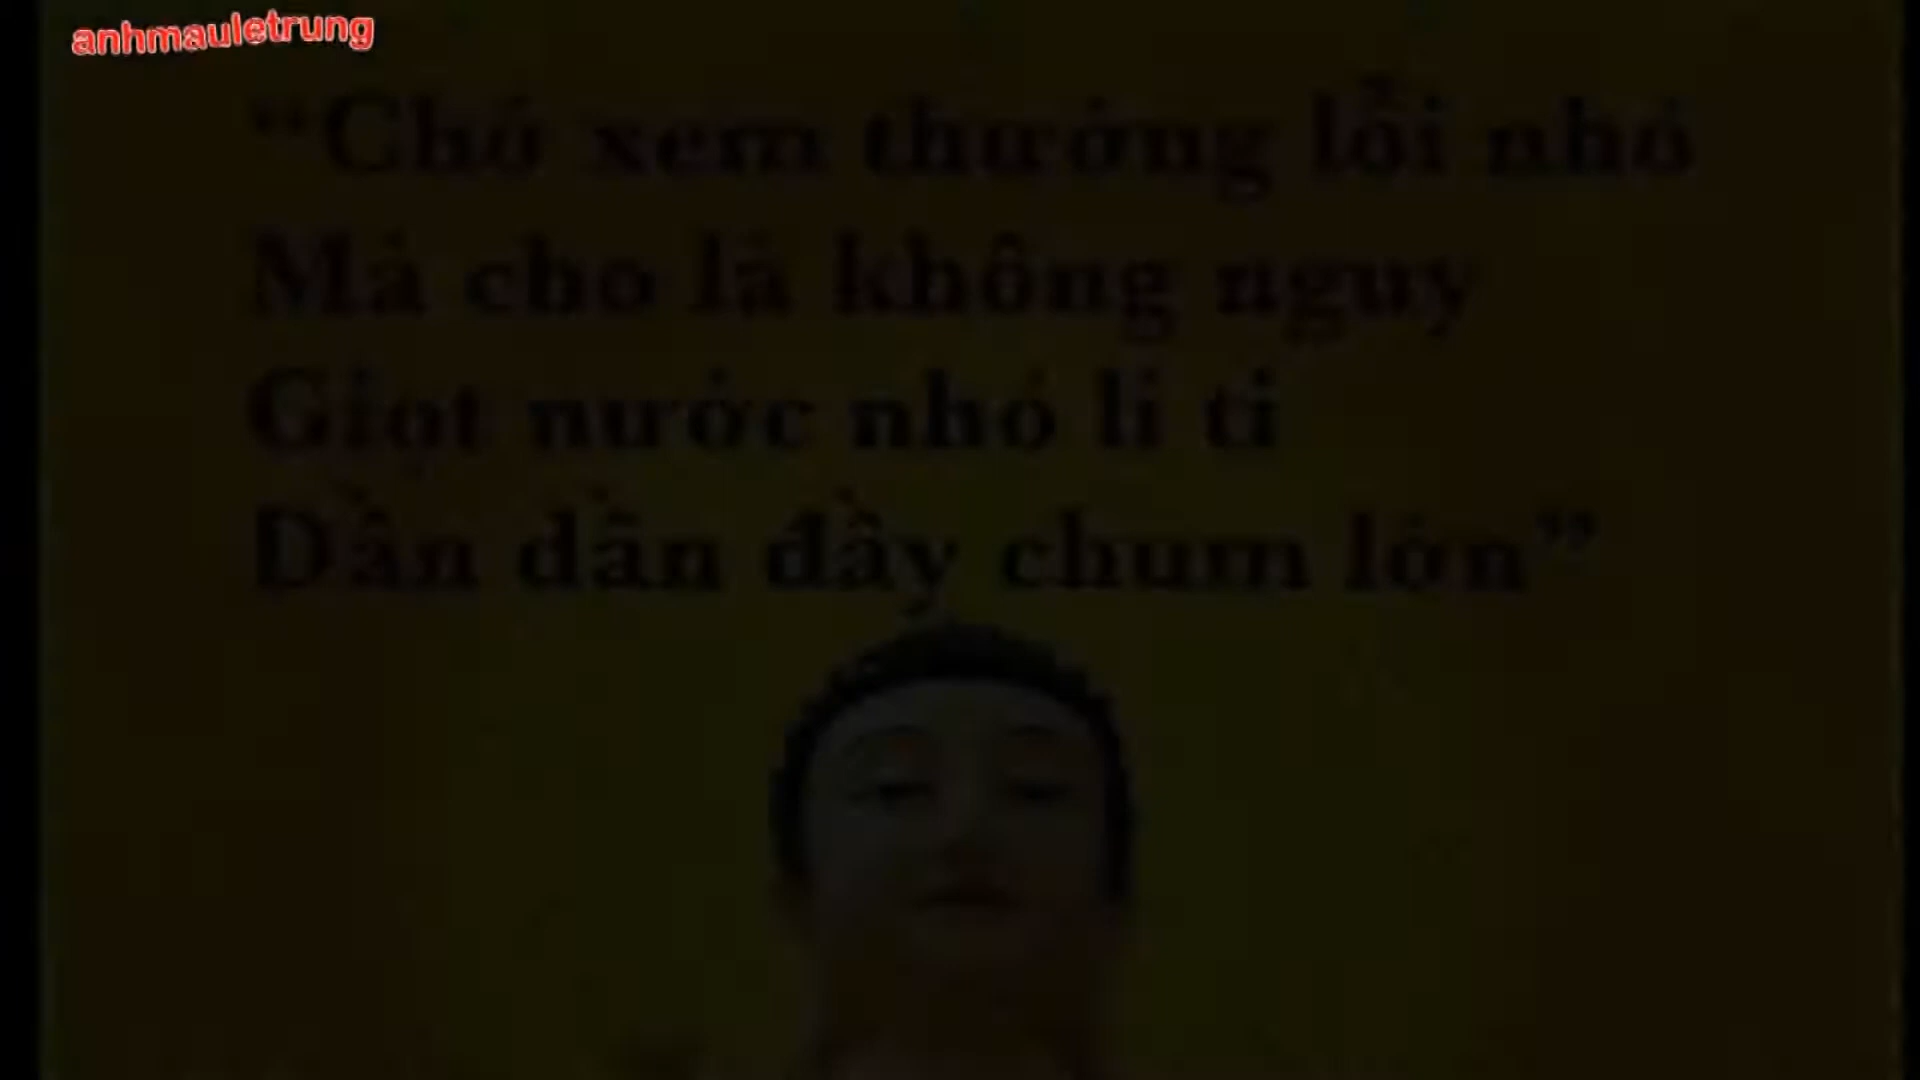 anhmauletrung
“Chớ xem thường lỗi nhỏ
Mà cho là không nguy
Giọt nước nhỏ li ti
Dần dần đầy chum lớn”